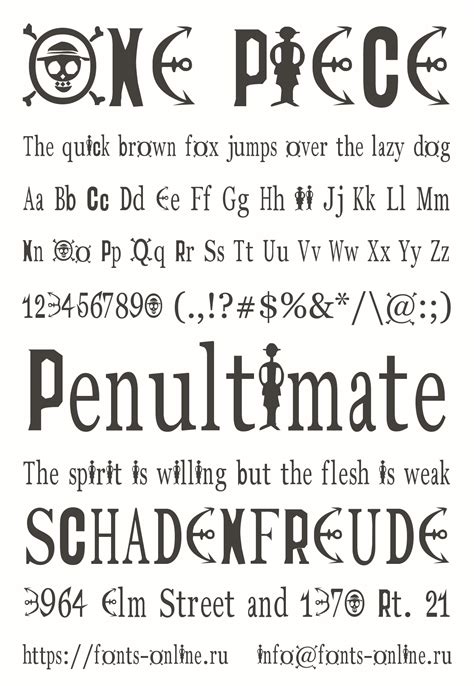 ONE PIECE
The quick brown fox jumps over the lazy dog
Aa Bb Cc Dd Ee Ff Gg Hh Ii Jj Kk Ll Mm
Nn Oo Pp Qq Rr Ss Tt Uu Vv Ww Xx Yy Zz
1234567890 (.,!?#$%&*/\@:;)
Penultimate
The spirit is willing but the flesh is weak
SCHADENFREUDE
3964 Elm Street and 1370 Rt. 21
https://fonts-online.ru info@fonts-online.ru